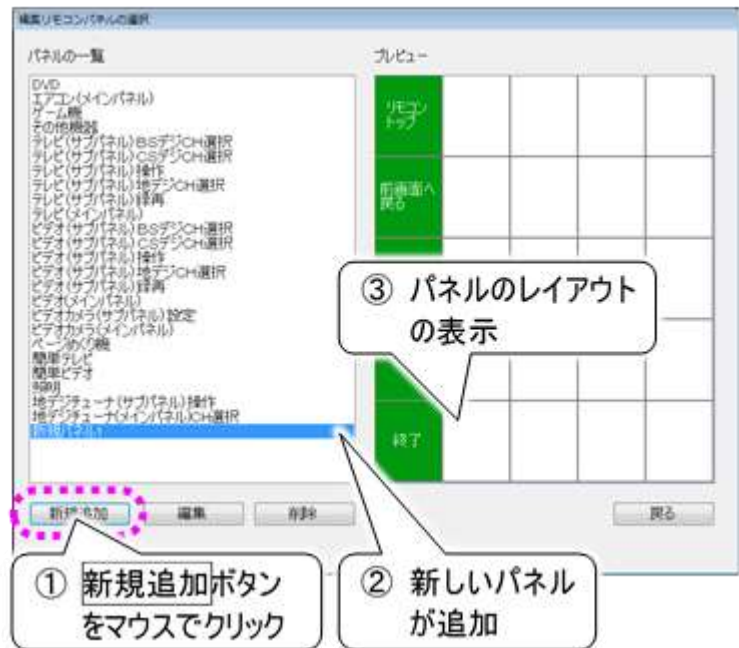 編集リモコンパネルの選択
パネルの一覧
プレビュー
DVD
エアコン(メインパネル)
ゲーム機
その他機器
テレビ(サブパネル)BSデジCH選択
テレビ(サブパネル)CSデジCH選択
テレビ(サブパネル)操作
テレビ(サブパネル)地デジCH選択
テレビ(サブパネル)録再
テレビ(メインパネル)
ビデオ(サブパネル)BSデジCH選択
ビデオ(サブパネル)CSデジCH選択
ビデオ(サブパネル)操作
ビデオ(サブパネル)地デジCH選択
ビデオ(サブパネル)録再
ビデオ(メインパネル)
ビデオカメラ(サブパネル)設定
ビデオカメラ(メインパネル)
ページめくり機
簡単テレビ
簡単ビデオ
照明
地デジチューナ(サブパネル)操作
地デジチューナ(メインパネル)CH選択
新規パネル1
リモコン
トップ
前画面へ
戻る
③ パネルのレイアウト
の表示
終了
新規追加
編集
削除
戻る
① 新規追加ボタン
をマウスでクリック
② 新しいパネル
が追加